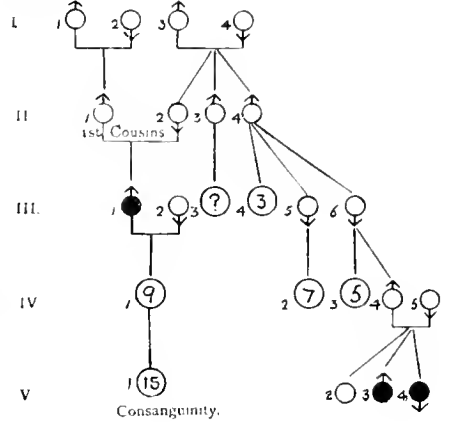 I. 1 2 3 4
II 1 2 3 4
1st Cousins
III. 1 2 3 ? 4 3 5 6
IV 1 9 2 7 3 5 4 5
V 1 15 2 3 4
Consanguinity.